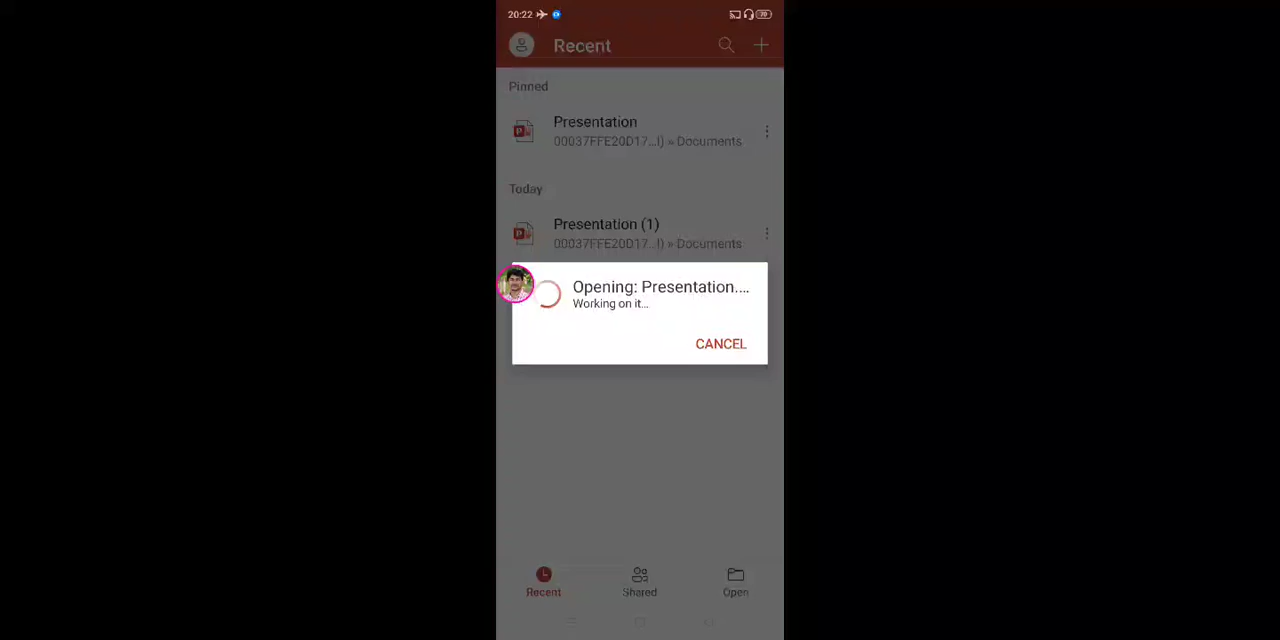 20:22
70
Recent
Pinned
Presentation
00037FFE20D17...I) » Documents
Today
Presentation (1)
00037FFE20D17...I) » Documents
Opening: Presentation....
Working on it...
CANCEL
Recent
Shared
Open